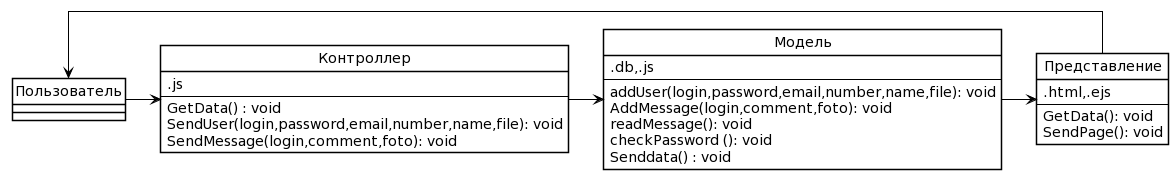 Пользователь
Контроллер
.js
GetData() : void
SendUser(login,password,email,number,name,file): void
SendMessage(login,comment,foto): void
Модель
.db,.js
addUser(login,password,email,number,name,file): void
AddMessage(login,comment,foto): void
readMessage(): void
checkPassword (): void
Senddata() : void
Представление
.html,.ejs
GetData(): void
SendPage(): void